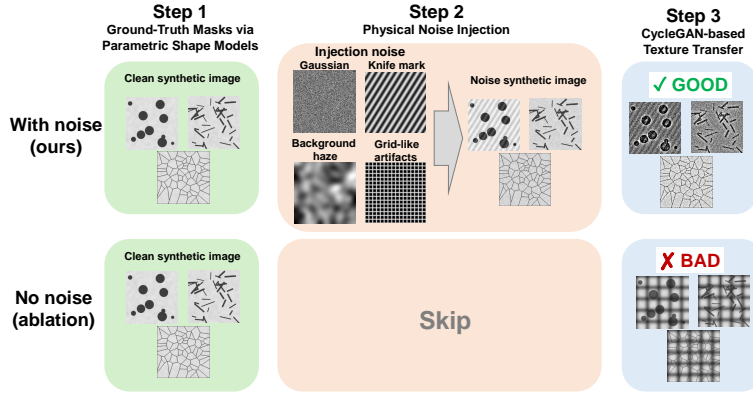 Step 1
Ground-Truth Masks via
Parametric Shape Models
Step 2
Physical Noise Injection
Step 3
CycleGAN-based
Texture Transfer
With noise
(ours)
Clean synthetic image
Injection noise
Gaussian
Knife mark
Background
haze
Grid-like
artifacts
Noise synthetic image
✓ GOOD
No noise
(ablation)
Clean synthetic image
Skip
✗ BAD